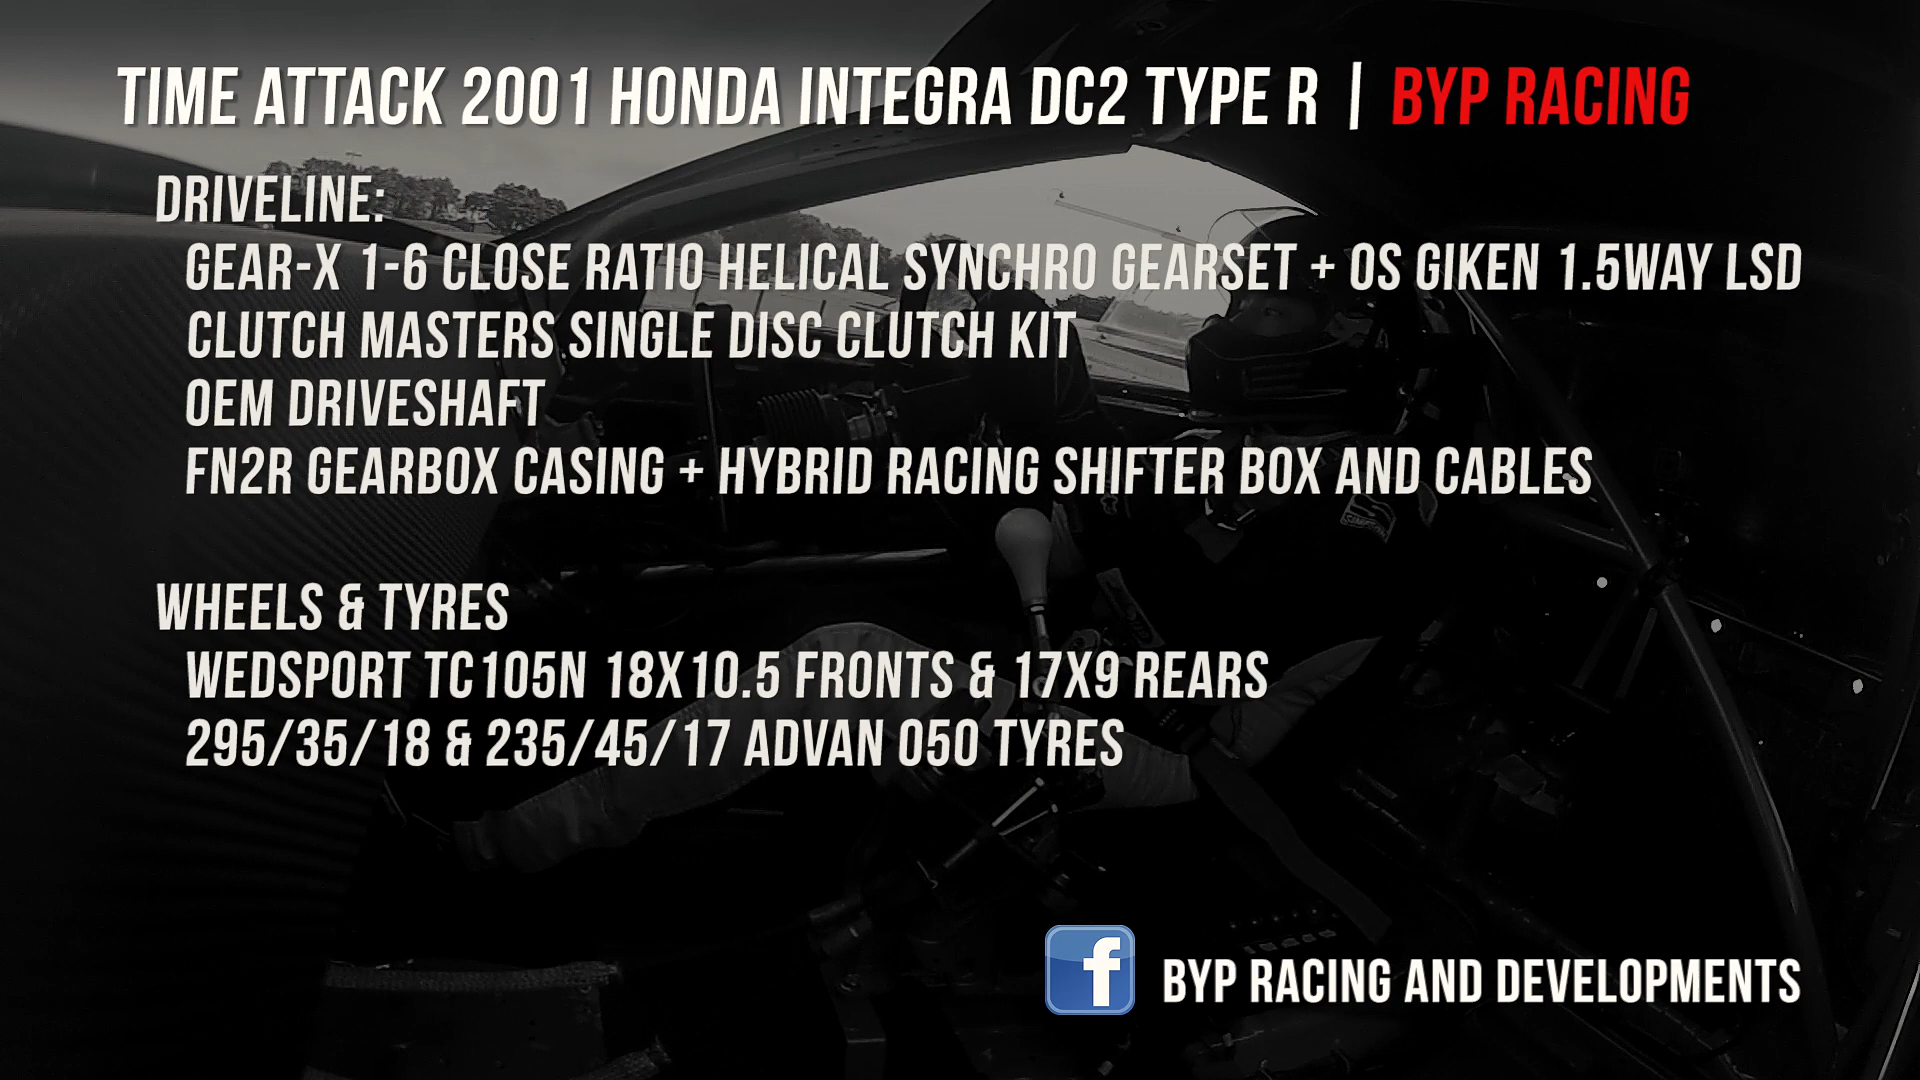 TIME ATTACK 2001 HONDA INTEGRA DC2 TYPE R | BYP RACING
DRIVELINE:
GEAR-X 1-6 CLOSE RATIO HELICAL SYNCHRO GEARSET + OS GIKEN 1.5WAY LSD
CLUTCH MASTERS SINGLE DISC CLUTCH KIT
OEM DRIVESHAFT
FN2R GEARBOX CASING + HYBRID RACING SHIFTER BOX AND CABLES
WHEELS & TYRES
WEDSPORT TC105N 18X10.5 FRONTS & 17X9 REARS
295/35/18 & 235/45/17 ADVAN 050 TYRES
f BYP RACING AND DEVELOPMENTS
SIMPSON